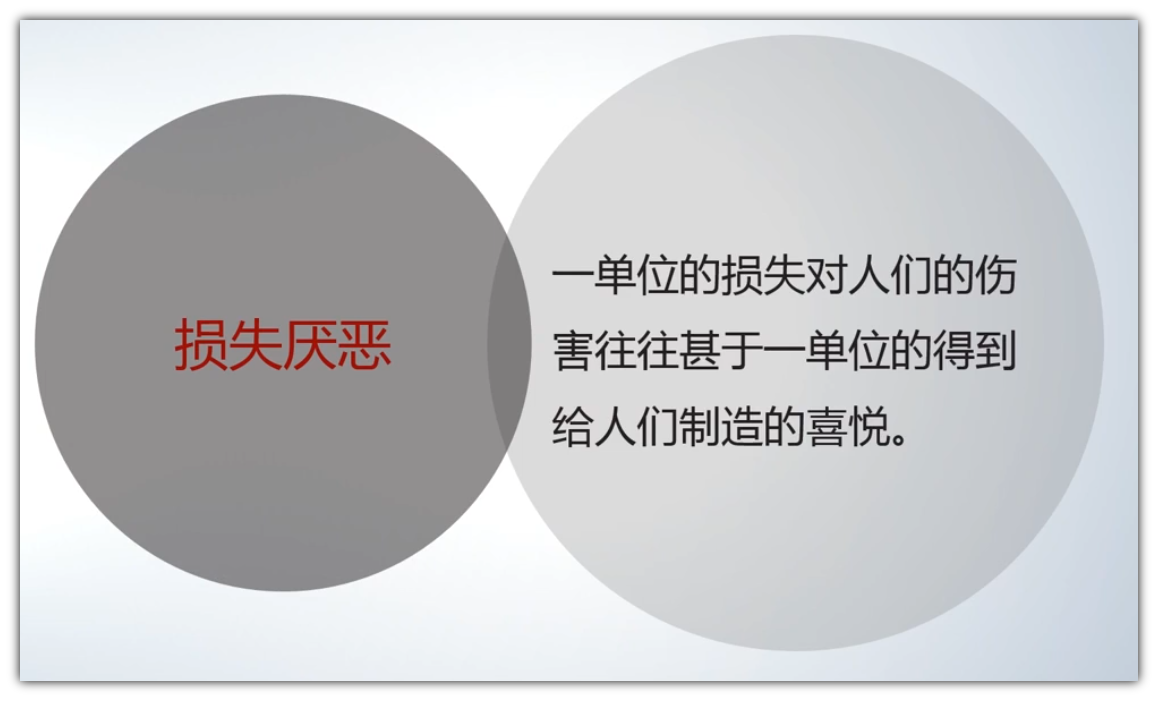 损失厌恶
一单位的损失对人们的伤
害往往甚于一单位的得到
给人们制造的喜悦。